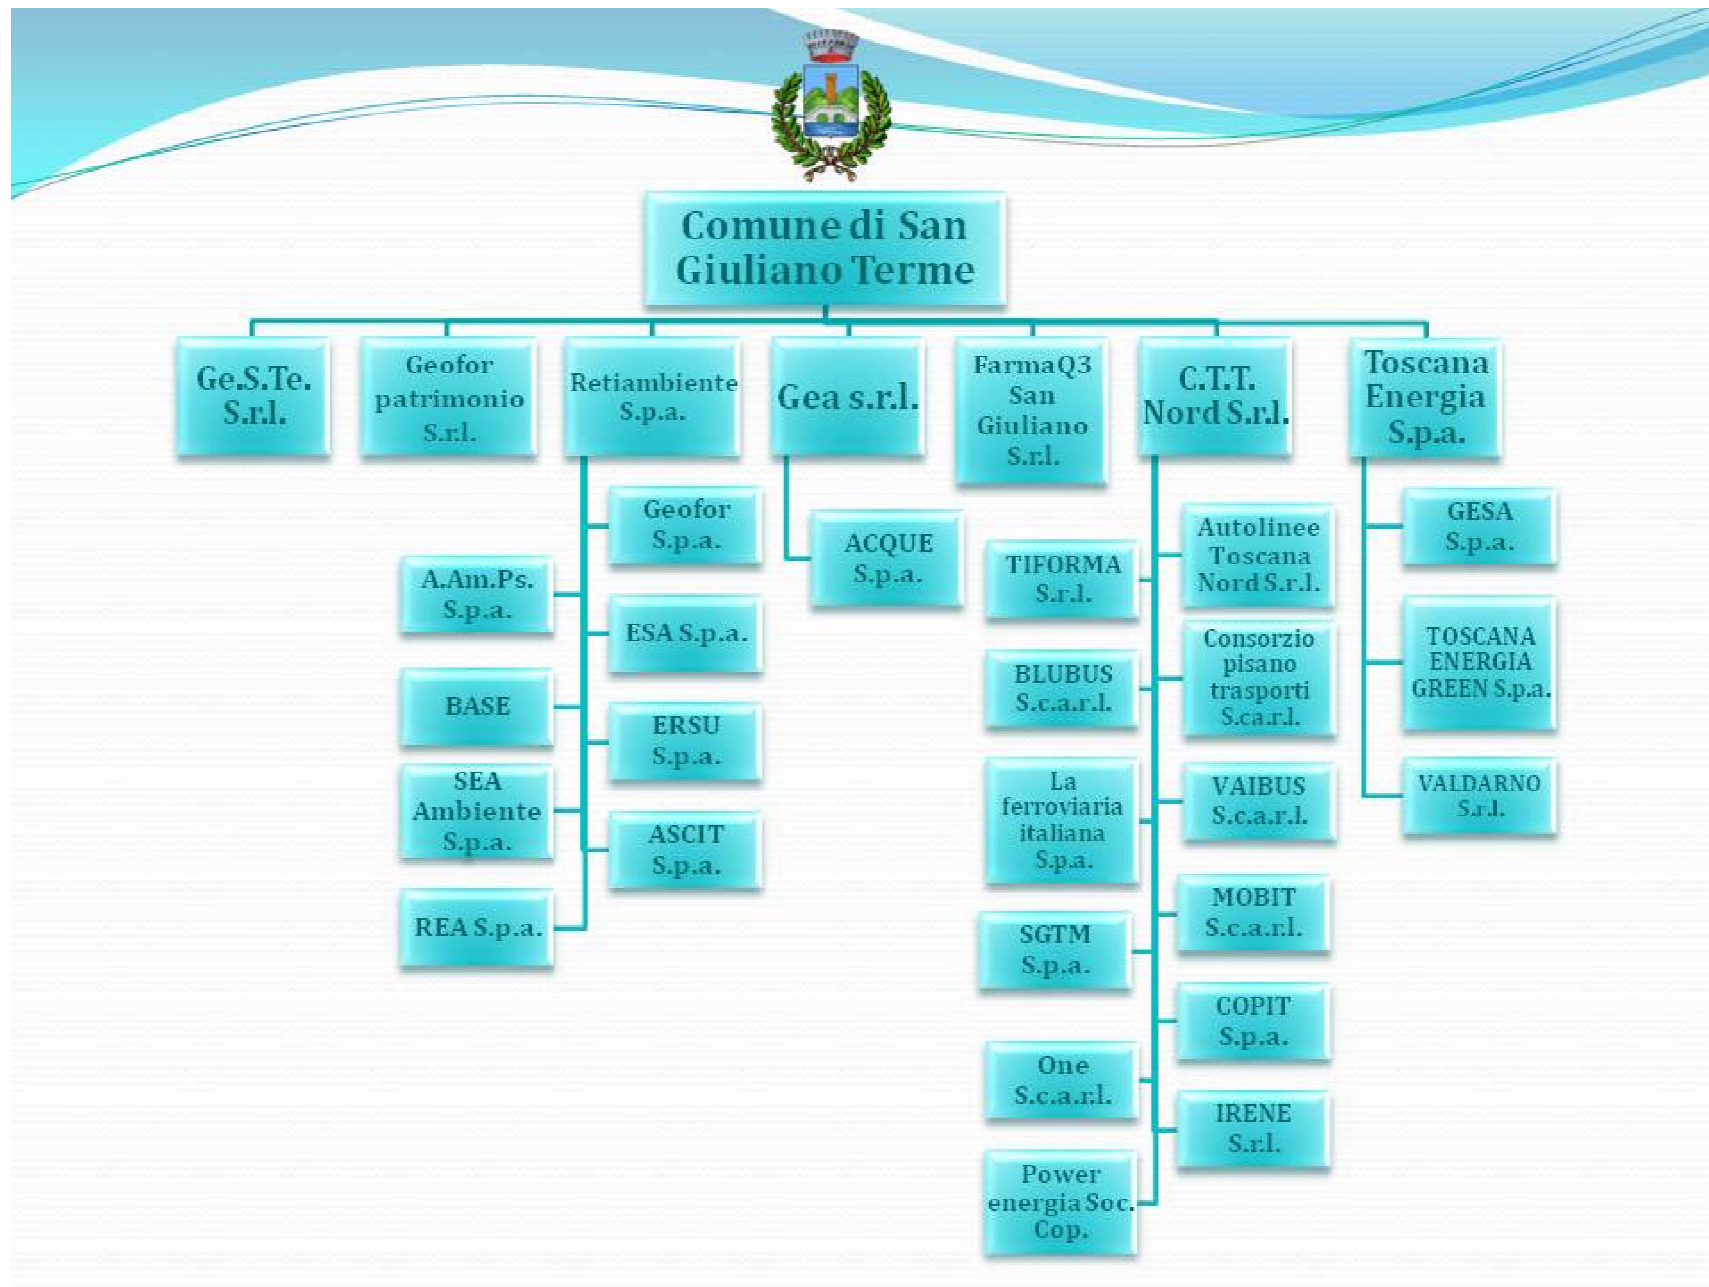 Comune di San
Giuliano Terme
Ge.S.Te.
S.r.l.
Geofor
patrimonio
S.r.l.
Retiambiente
S.p.a.
Gea s.r.l.
FarmaQ3
San
Giuliano
S.r.l.
C.T.T.
Nord S.r.l.
Toscana
Energia
S.p.a.
Geofor
S.p.a.
A.Am.Ps.
S.p.a.
ESA S.p.a.
BASE
ERSU
S.p.a.
SEA
Ambiente
S.p.a.
ASCIT
S.p.a.
REA S.p.a.
ACQUE
S.p.a.
Autolinee
Toscana
Nord S.r.l.
TIFORMA
S.r.l.
Consorzio
pisano
trasporti
S.ca.r.l.
BLUBUS
S.c.a.r.l.
VAIBUS
S.c.a.r.l.
La
ferroviaria
italiana
S.p.a.
MOBIT
S.c.a.r.l.
SGTM
S.p.a.
COPIT
S.p.a.
One
S.c.a.r.l.
IRENE
S.r.l.
Power
energia Soc.
Cop.
GESA
S.p.a.
TOSCANA
ENERGIA
GREEN S.p.a.
VALDARNO
S.r.l.